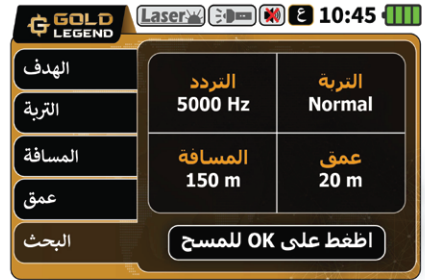 GOLD
LEGEND
Laser
ع
10:45
الهدف
التربة
المسافة
عمق
البحث
التربة
Normal
التردد
5000 Hz
عمق
20 m
المسافة
150 m
اظغط على OK للمسح